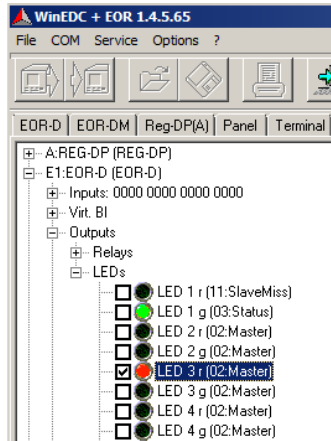 WinEDC + EOR 1.4.5.65
File COM Service Options ?
EOR-D EOR-DM Reg-DP(A) Panel Terminal
A:REG-DP (REG-DP)
E1:EOR-D (EOR-D)
Inputs: 0000 0000 0000 0000
Virt. BI
Outputs
Relays
LEDs
LED 1 r (11:SlaveMiss)
LED 1 g (03:Status)
LED 2 r (02:Master)
LED 2 g (02:Master)
LED 3 r (02:Master)
LED 3 g (02:Master)
LED 4 r (02:Master)
LED 4 g (02:Master)